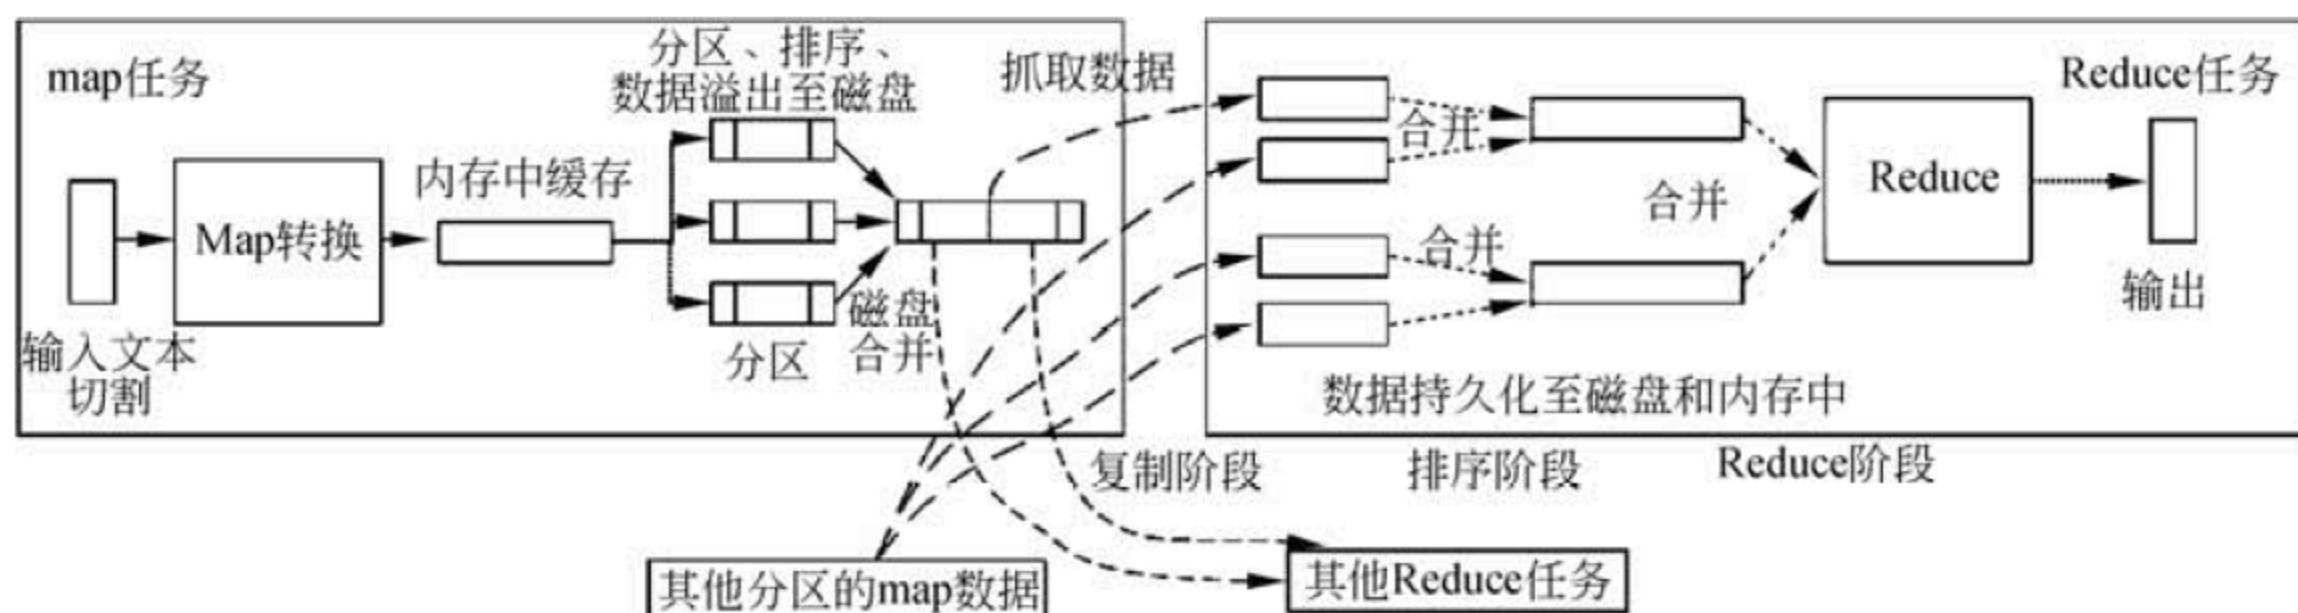 map任务
分区、排序、
数据溢出至磁盘
抓取数据
Reduce任务
内存中缓存
合并
Map转换
Reduce
合并
合并
磁盘
合并
输出
输入文本
切割
分区
数据持久化至磁盘和内存中
复制阶段
排序阶段
Reduce阶段
其他分区的map数据
其他Reduce任务